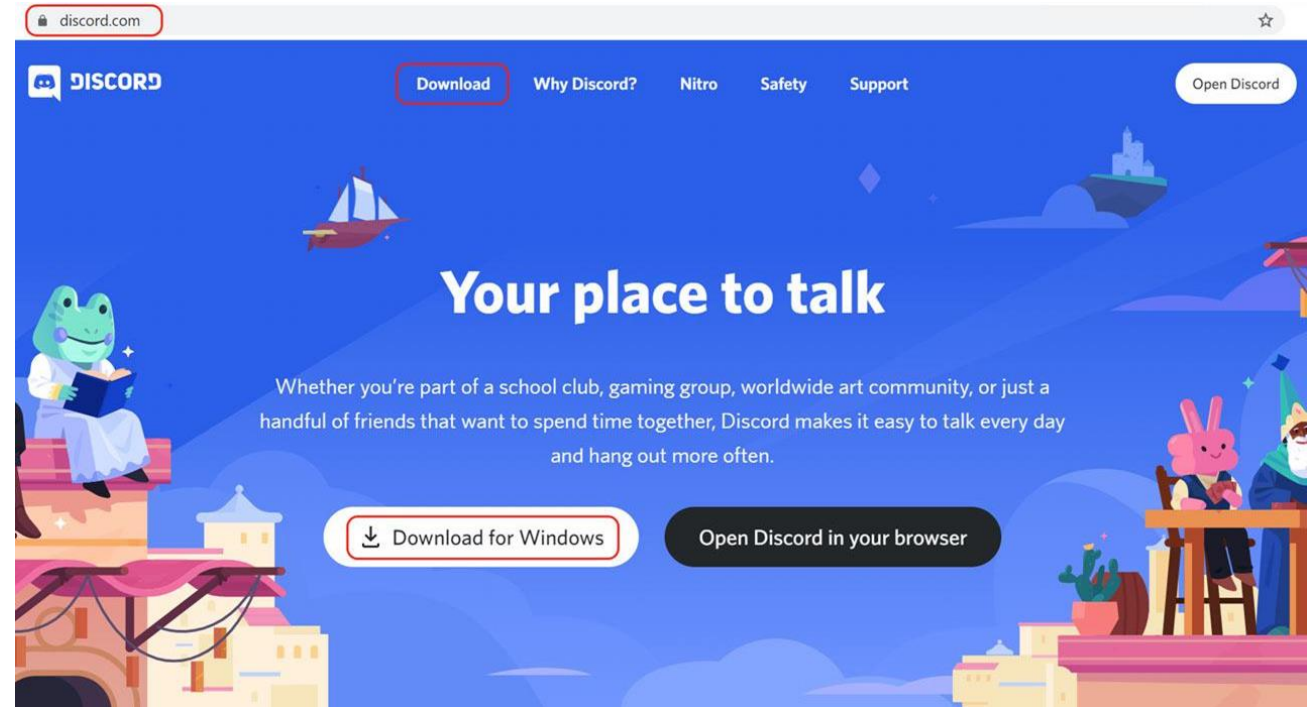 discord.com
DISCORD
Download Why Discord? Nitro Safety Support Open Discord
Your place to talk
Whether you're part of a school club, gaming group, worldwide art community, or just a
handful of friends that want to spend time together, Discord makes it easy to talk every day
and hang out more often.
Download for Windows
Open Discord in your browser